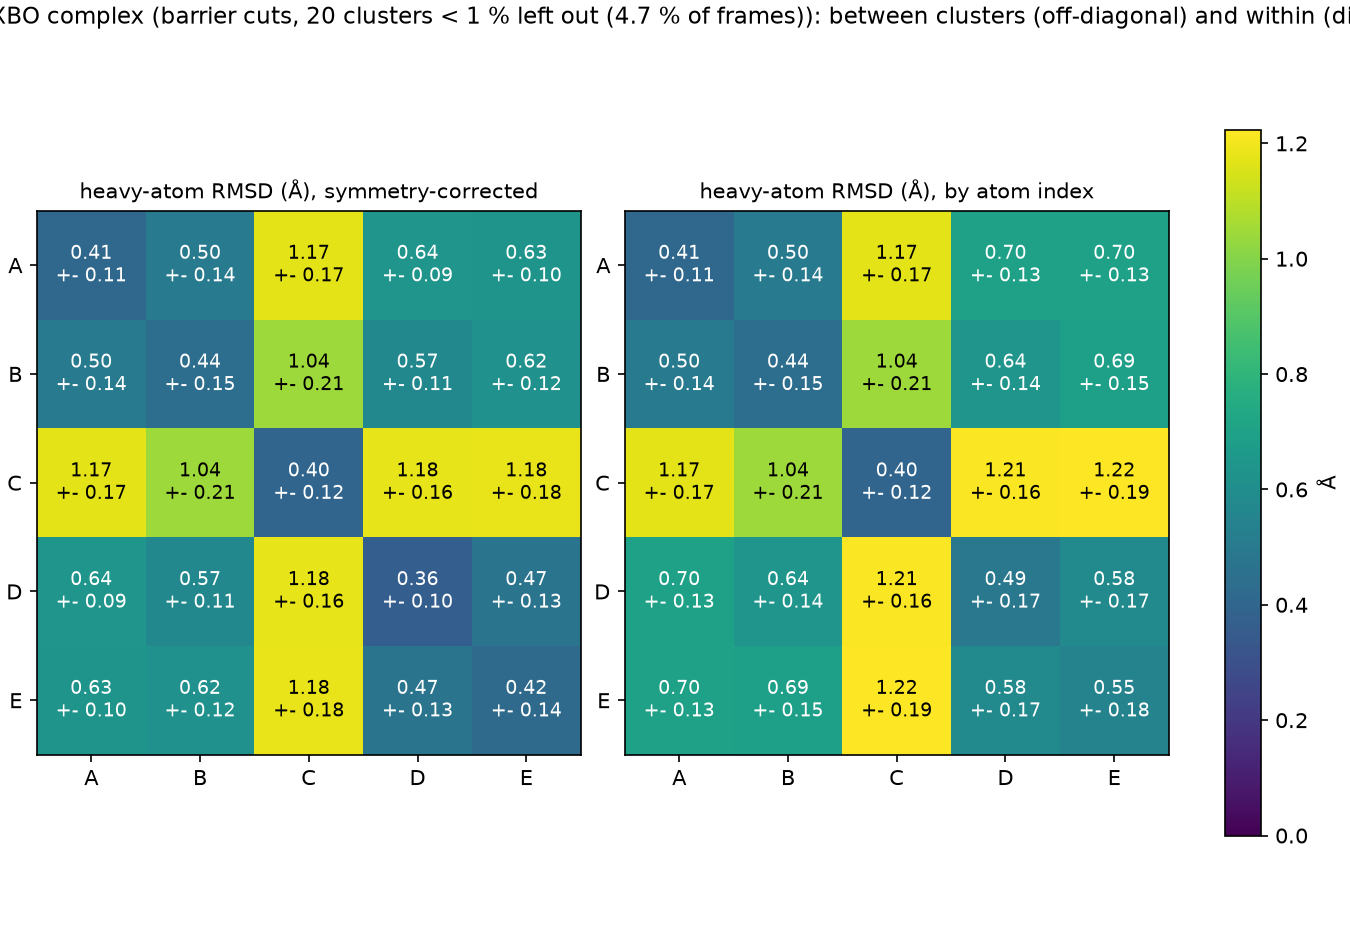 XBO complex (barrier cuts, 20 clusters < 1 % left out (4.7 % of frames)): between clusters (off-diagonal) and within
heavy-atom RMSD (Å), symmetry-corrected
A
0.41 0.50 1.17 0.64 0.63
+- 0.11 +- 0.14 +- 0.17 +- 0.09 +- 0.10
B
0.50 0.44 1.04 0.57 0.62
+- 0.14 +- 0.15 +- 0.21 +- 0.11 +- 0.12
C
1.17 1.04 0.40 1.18 1.18
+- 0.17 +- 0.21 +- 0.12 +- 0.16 +- 0.18
D
0.64 0.57 1.18 0.36 0.47
+- 0.09 +- 0.11 +- 0.16 +- 0.10 +- 0.13
E
0.63 0.62 1.18 0.47 0.42
+- 0.10 +- 0.12 +- 0.18 +- 0.13 +- 0.14
A B C D E
heavy-atom RMSD (Å), by atom index
A
0.41 0.50 1.17 0.70 0.70
+- 0.11 +- 0.14 +- 0.17 +- 0.13 +- 0.13
B
0.50 0.44 1.04 0.64 0.69
+- 0.14 +- 0.15 +- 0.21 +- 0.14 +- 0.15
C
1.17 1.04 0.40 1.21 1.22
+- 0.17 +- 0.21 +- 0.12 +- 0.16 +- 0.19
D
0.70 0.64 1.21 0.49 0.58
+- 0.13 +- 0.14 +- 0.16 +- 0.17 +- 0.17
E
0.70 0.69 1.22 0.58 0.55
+- 0.13 +- 0.15 +- 0.19 +- 0.17 +- 0.18
A B C D E
1.2
1.0
0.8
0.6
0.4
0.2
0.0
Å